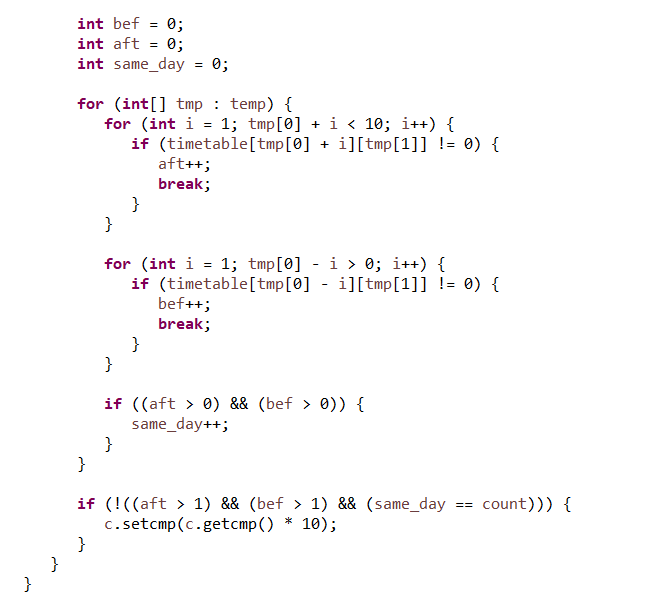 int bef = 0;
int aft = 0;
int same_day = 0;
for (int[] tmp : temp) {
for (int i = 1; tmp[0] + i < 10; i++) {
if (timetable[tmp[0] + i][tmp[1]] != 0) {
aft++;
break;
}
}
for (int i = 1; tmp[0] - i > 0; i++) {
if (timetable[tmp[0] - i][tmp[1]] != 0) {
bef++;
break;
}
}
if ((aft > 0) && (bef > 0)) {
same_day++;
}
}
if (!((aft > 1) && (bef > 1) && (same_day == count))) {
c.setcmp(c.getcmp() * 10);
}
}
}